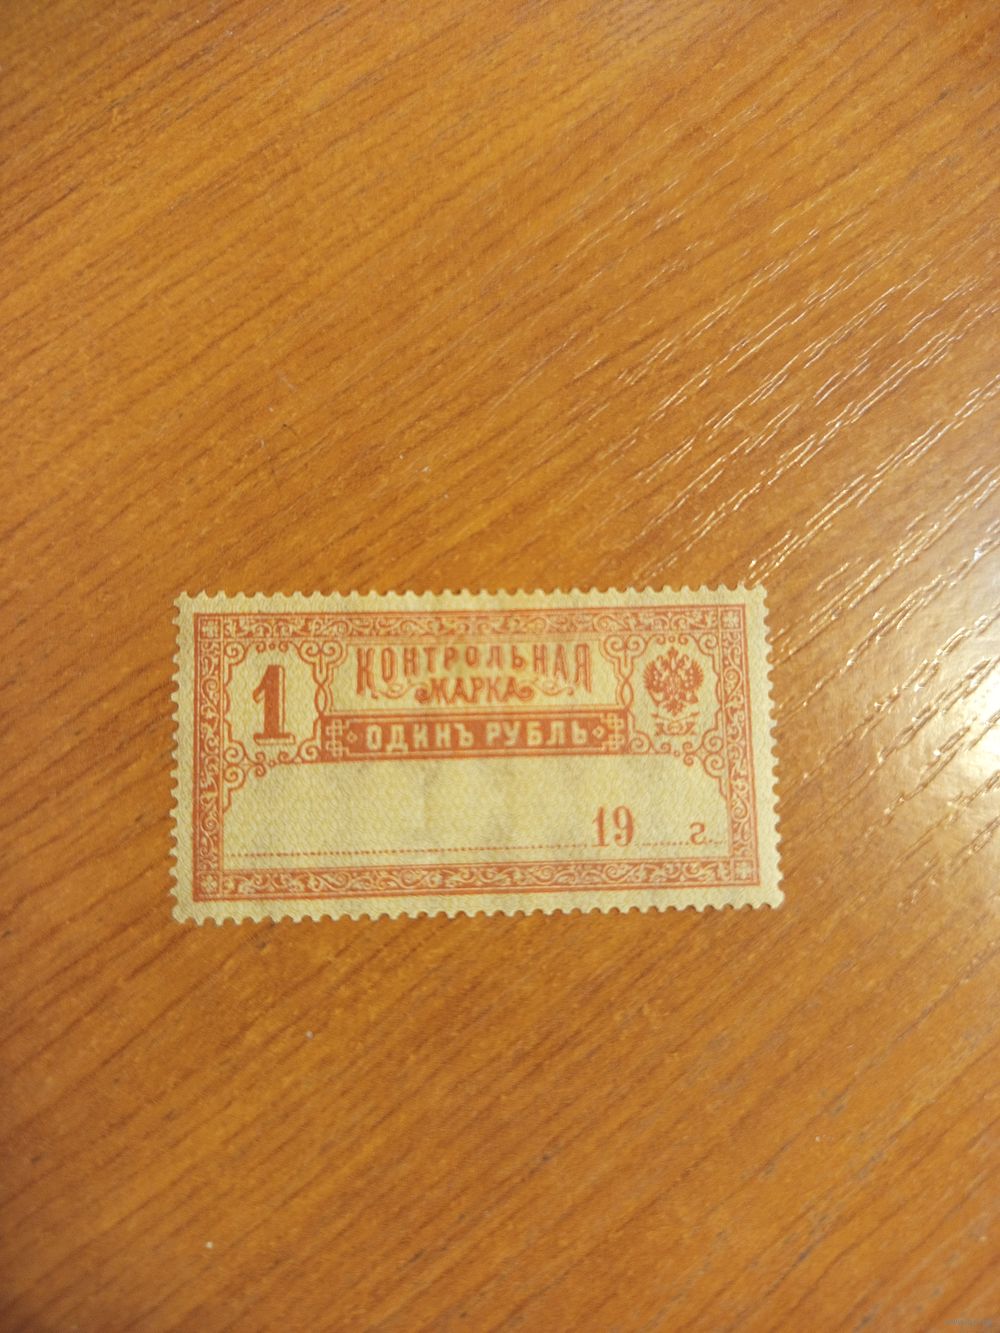 1
КОНТРОЛЬНАЯ
МАРКА
ОДИНЪ РУБЛЬ
19........г.